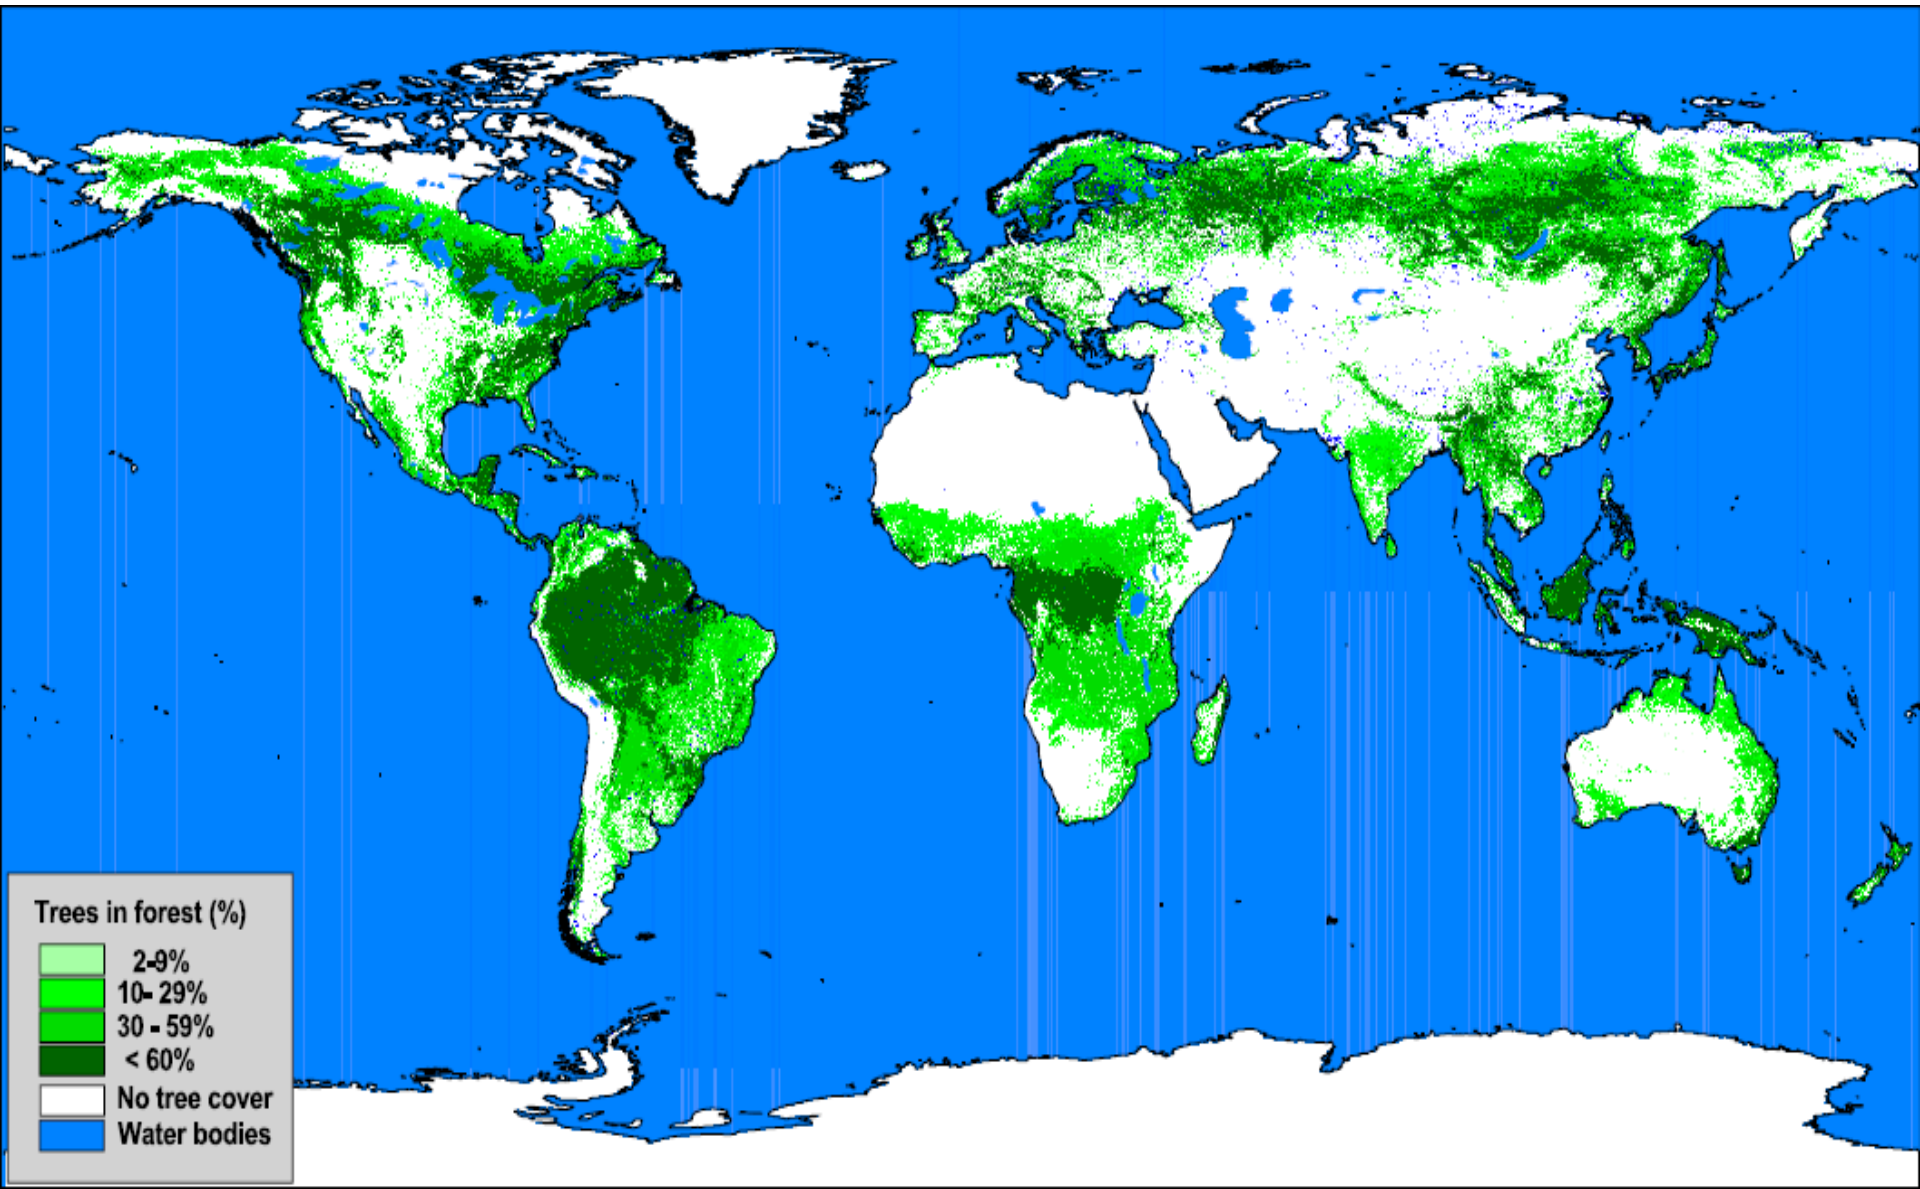 Trees in forest (%)
2-9%
10- 29%
30 - 59%
< 60%
No tree cover
Water bodies